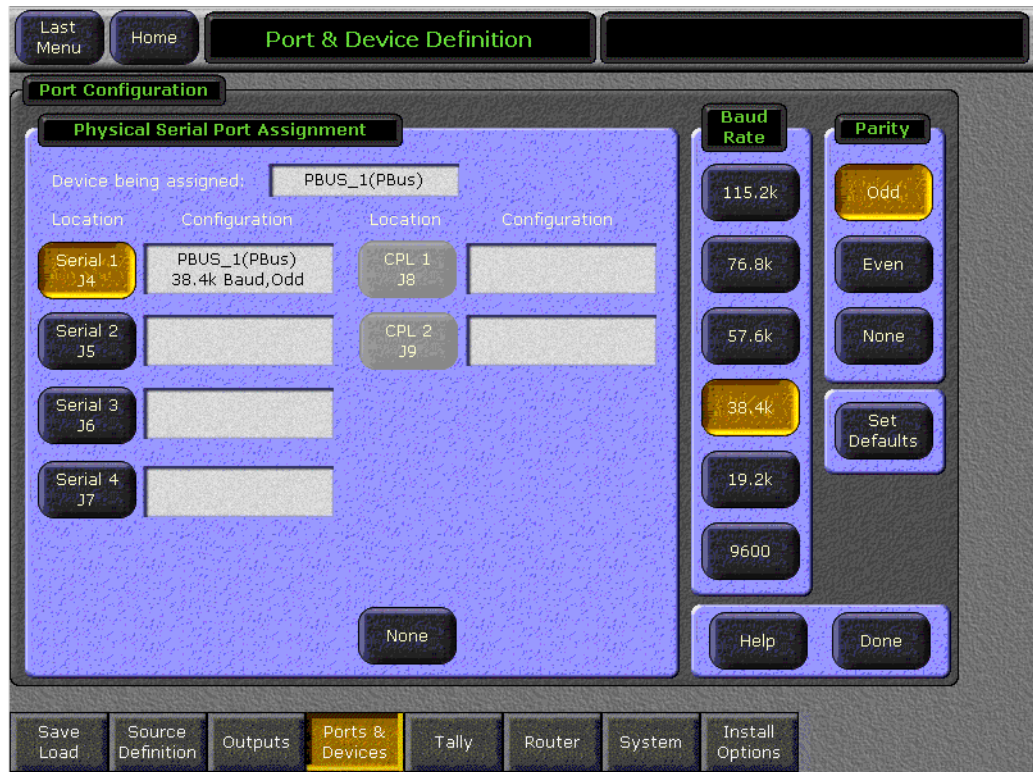 Last
Menu
Home
Port & Device Definition
Port Configuration
Physical Serial Port Assignment
Device being assigned:
PBUS_1(PBus)
Location
Configuration
Location
Configuration
Serial 1
J4
PBUS_1(PBus)
38.4k Baud,Odd
CPL 1
J8
Serial 2
J5
CPL 2
J9
Serial 3
J6
Serial 4
J7
None
Baud
Rate
115.2k
76.8k
57.6k
38.4k
19.2k
9600
Parity
Odd
Even
None
Set
Defaults
Help
Done
Save
Load
Source
Definition
Outputs
Ports &
Devices
Tally
Router
System
Install
Options